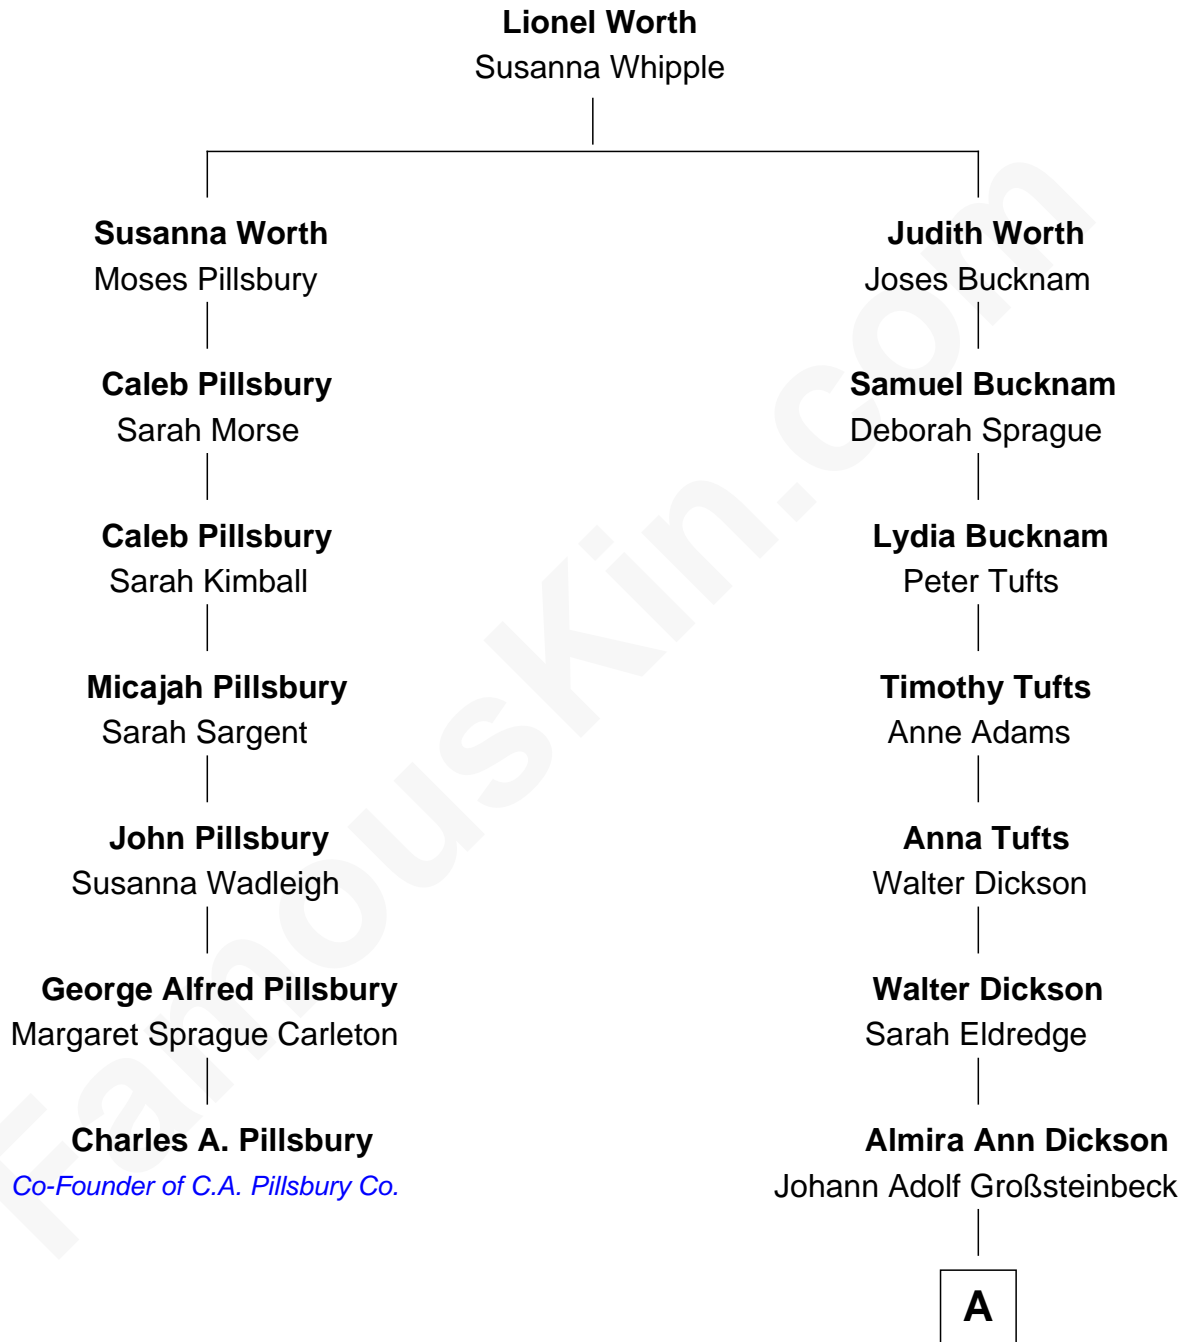 Lionel Worth
Susanna Whipple
Susanna Worth
Moses Pillsbury
Caleb Pillsbury
Sarah Morse
Caleb Pillsbury
Sarah Kimball
Micajah Pillsbury
Sarah Sargent
John Pillsbury
Susanna Wadleigh
George Alfred Pillsbury
Margaret Sprague Carleton
Charles A. Pillsbury
Co-Founder of C.A. Pillsbury Co.
Judith Worth
Joses Bucknam
Samuel Bucknam
Deborah Sprague
Lydia Bucknam
Peter Tufts
Timothy Tufts
Anne Adams
Anna Tufts
Walter Dickson
Walter Dickson
Sarah Eldredge
Almira Ann Dickson
Johann Adolf Großsteinbeck
A
FamousKin.com